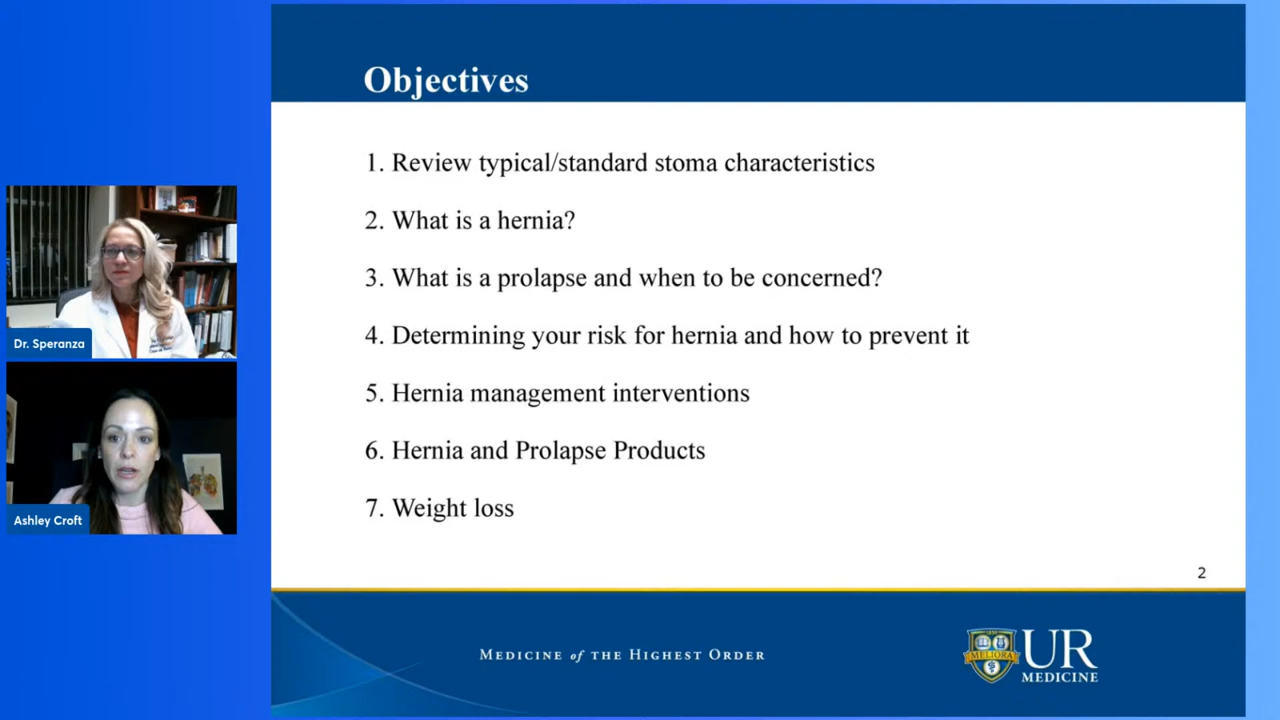 Objectives
1. Review typical/standard stoma characteristics
2. What is a hernia?
3. What is a prolapse and when to be concerned?
4. Determining your risk for hernia and how to prevent it
5. Hernia management interventions
6. Hernia and Prolapse Products
7. Weight loss
2
Dr. Speranza
Ashley Croft
MEDICINE of THE HIGHEST ORDER
MELIORA
UR
MEDICINE